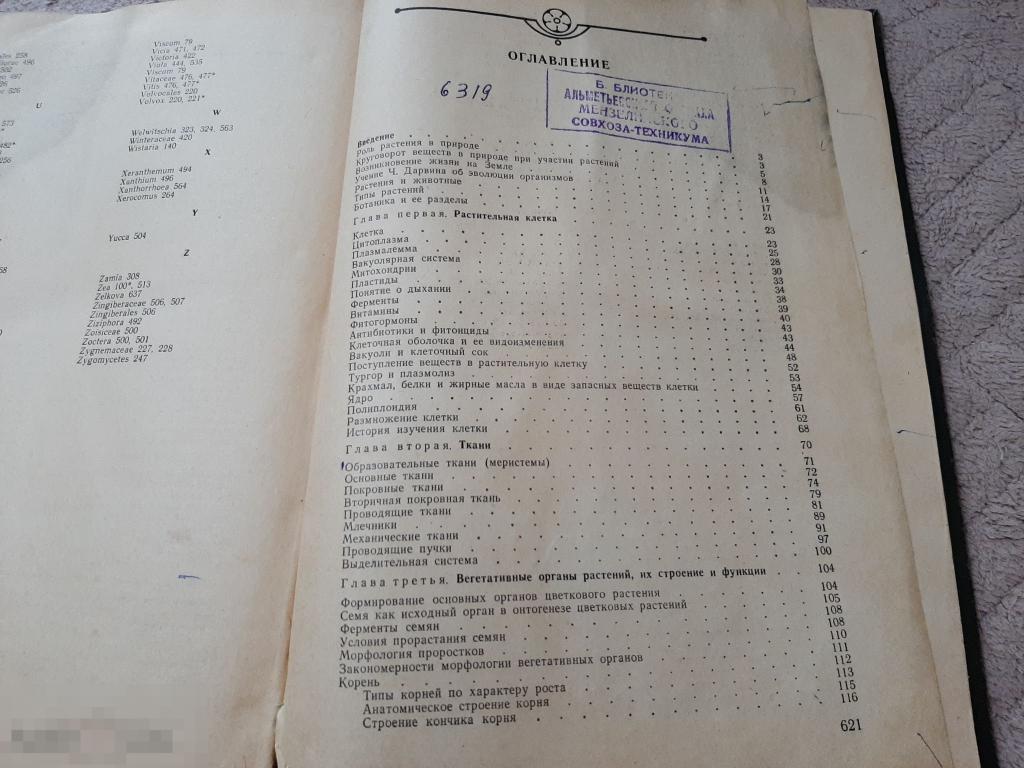 ales 258
U
Viscum 79
Vicia 471, 472
Victoria 422
Viola 444, 535
Viscum 79
Vitaceae 476, 477*
Vitis 476, 477*
Volvocales 220
Volvox 220, 221*
W
Welwitschia 323, 324, 563
Winteraceae 420
Wistaria 140
X
Xeranthemum 494
Xanthium 496
Xanthorrhoea 564
Xerocomus 264
Y
Yucca 504
Z
Zamia 308
Zea 100*, 513
Zelkova 637
Zingiberaceae 506, 507
Zingiberales 506
Ziziphora 492
Zoisiceae 500
Zoctera 500, 501
Zygnemaceae 227, 228
Zygomycetes 247
ОГЛАВЛЕНИЕ
6319
МЕНЗЕЛИНСКОГО
СОВХОЗА-ТЕХНИКУМА
Введение 3
Роль растения в природе 3
Круговорот веществ в природе при участии растений 5
Возникновение жизни на Земле 8
Учение Ч. Дарвина об эволюции организмов 11
Растения и животные 14
Типы растений 17
Ботаника и ее разделы 21
Глава первая. Растительная клетка 23
Клетка 23
Цитоплазма 25
Плазмалемма 28
Вакуолярная система 30
Митохондрии 33
Пластиды 34
Понятие о дыхании 38
Ферменты 39
Витамины 40
Фитогормоны 43
Антибиотики и фитонциды 43
Клеточная оболочка и ее видоизменения 44
Вакуоли и клеточный сок 48
Поступление веществ в растительную клетку 52
Тургор и плазмолиз 53
Крахмал, белки и жирные масла в виде запасных веществ клетки 54
Ядро 57
Полиплоидия 61
Размножение клетки 62
История изучения клетки 68
Глава вторая. Ткани 70
Образовательные ткани (меристемы) 71
Основные ткани 72
Покровные ткани 74
Вторичная покровная ткань 79
Проводящие ткани 81
Млечники 89
Механические ткани 91
Проводящие пучки 97
Выделительная система 100
Глава третья. Вегетативные органы растений, их строение и функции 104
Формирование основных органов цветкового растения 104
Семя как исходный орган в онтогенезе цветковых растений 105
Ферменты семян 108
Условия прорастания семян 108
Морфология проростков 110
Закономерности морфологии вегетативных органов 111
Корень 112
Типы корней по характеру роста 113
Анатомическое строение корня 115
Строение кончика корня 116
621